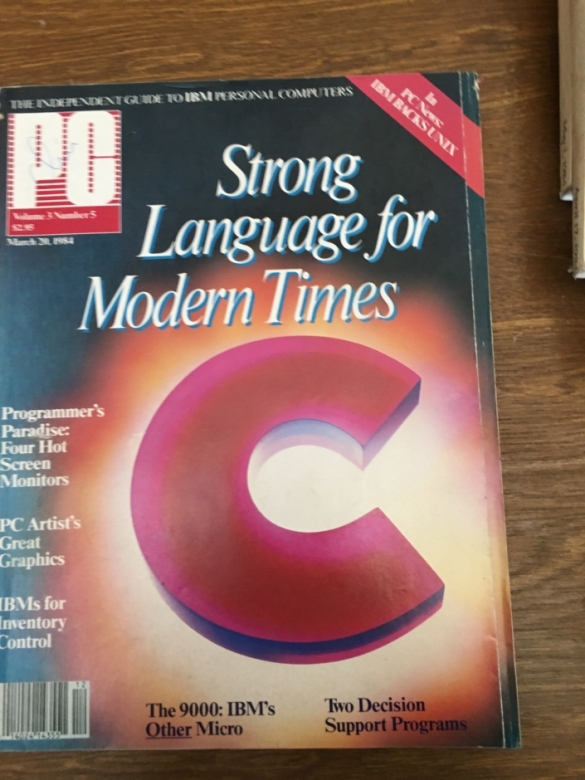 THE INDEPENDENT GUIDE TO IBM PERSONAL COMPUTERS
In
PC News:
IBM BACKS UNIX
PC
Volume 3 Number 5
$2.95
March 20, 1984
Strong
Language for
Modern Times
C
Programmer's
Paradise:
Four Hot
Screen
Monitors
PC Artist's
Great
Graphics
IBMs for
Inventory
Control
12
The 9000: IBM's
Other Micro
Two Decision
Support Programs